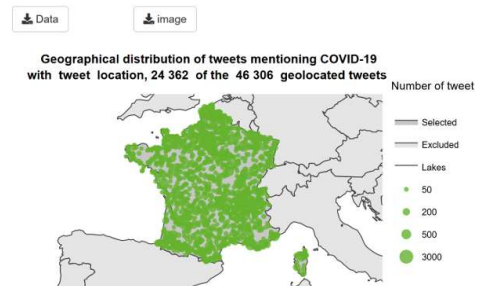 Data
image
Geographical distribution of tweets mentioning COVID-19
with tweet location, 24 362 of the 46 306 geolocated tweets
Number of tweet
Selected
Excluded
Lakes
50
200
500
3000